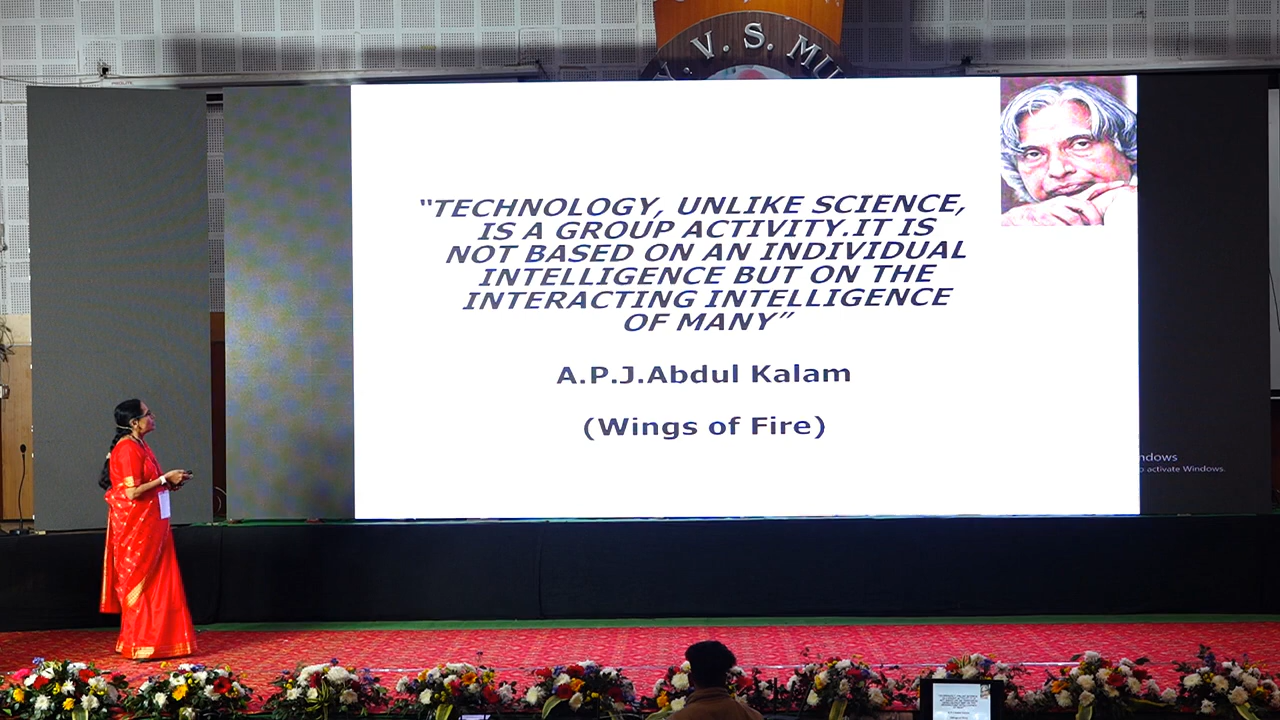 V. S. MU
“TECHNOLOGY, UNLIKE SCIENCE,
IS A GROUP ACTIVITY.IT IS
NOT BASED ON AN INDIVIDUAL
INTELLIGENCE BUT ON THE
INTERACTING INTELLIGENCE
OF MANY”
A.P.J.Abdul Kalam
(Wings of Fire)
ndows
o activate Windows.